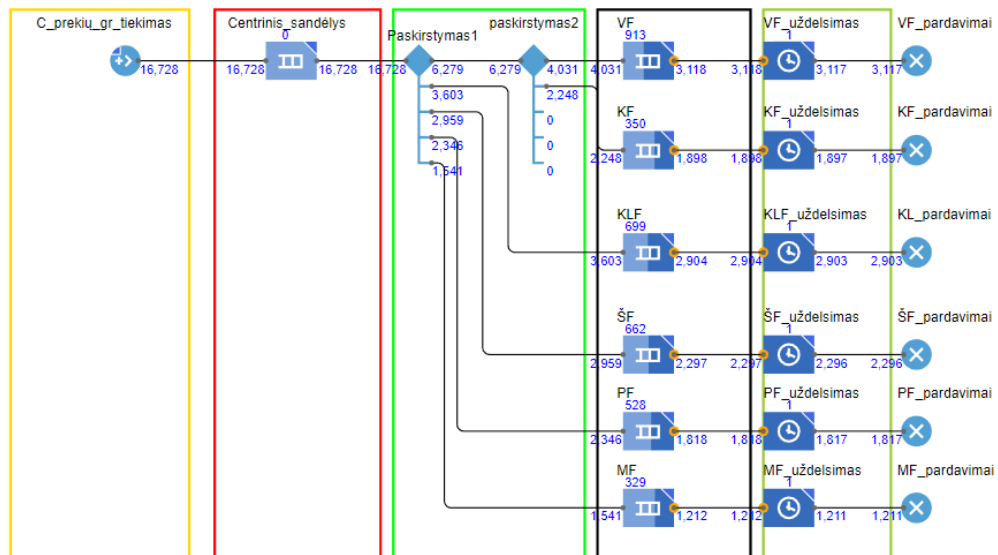 C_prekiu_gr_tiekimas
16,728
Centrinis_sandėlys
0
16,728
16,728
Paskirstymas1
16,728
6,279
3,603
2,959
2,346
1,541
paskirstymas2
6,279
4,031
2,248
0
0
0
VF
913
4,031
3,118
VF_uždelsimas
1
3,118
3,117
VF_pardavimai
3,117
KF
350
2,248
1,898
KF_uždelsimas
1
1,898
1,897
KF_pardavimai
1,897
KLF
699
3,603
2,904
KLF_uždelsimas
1
2,904
2,903
KL_pardavimai
2,903
ŠF
662
2,959
2,297
ŠF_uždelsimas
1
2,297
2,296
ŠF_pardavimai
2,296
PF
528
2,346
1,818
PF_uždelsimas
1
1,818
1,817
PF_pardavimai
1,817
MF
329
1,541
1,212
MF_uždelsimas
1
1,212
1,211
MF_pardavimai
1,211